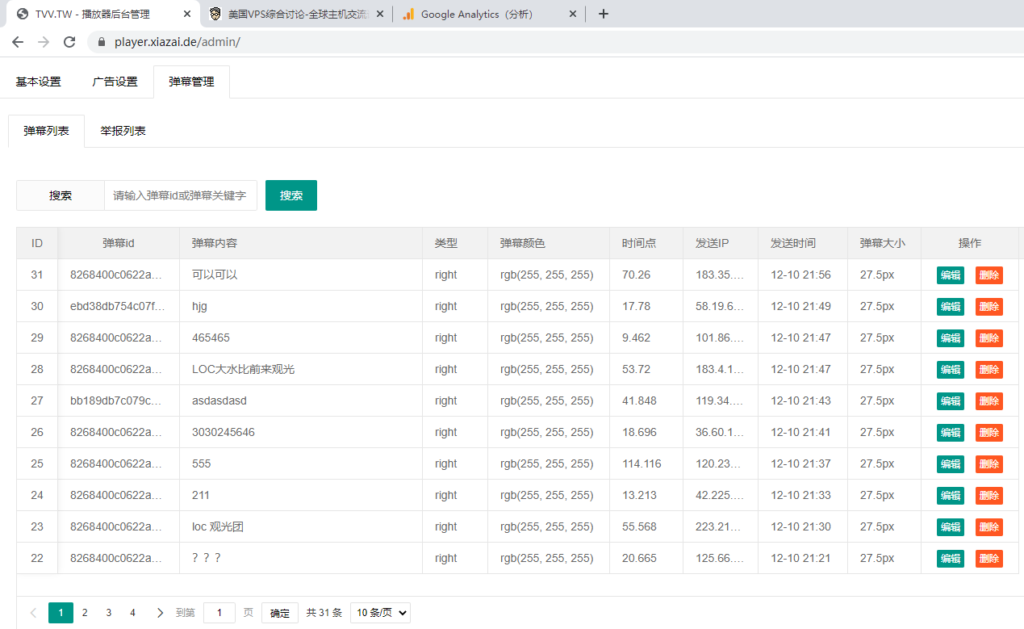 TVV.TW - 播放器后台管理 美国VPS综合讨论-全球主机交流 Google Analytics（分析）
player.xiazai.de/admin/
基本设置 广告设置 弹幕管理
弹幕列表 举报列表
搜索 请输入弹幕id或弹幕关键字 搜索
ID 弹幕id 弹幕内容 类型 弹幕颜色 时间点 发送IP 发送时间 弹幕大小 操作
31 8268400c0622a... 可以可以 right rgb(255, 255, 255) 70.26 183.35.... 12-10 21:56 27.5px 编辑 删除
30 ebd38db754c07f... hjg right rgb(255, 255, 255) 17.78 58.19.6... 12-10 21:49 27.5px 编辑 删除
29 8268400c0622a... 465465 right rgb(255, 255, 255) 9.462 101.86.... 12-10 21:47 27.5px 编辑 删除
28 8268400c0622a... LOC大水比前来观光 right rgb(255, 255, 255) 53.72 183.4.1... 12-10 21:47 27.5px 编辑 删除
27 bb189db7c079c... asdasdasd right rgb(255, 255, 255) 41.848 119.34.... 12-10 21:43 27.5px 编辑 删除
26 8268400c0622a... 3030245646 right rgb(255, 255, 255) 18.696 36.60.1... 12-10 21:41 27.5px 编辑 删除
25 8268400c0622a... 555 right rgb(255, 255, 255) 114.116 120.23... 12-10 21:37 27.5px 编辑 删除
24 8268400c0622a... 211 right rgb(255, 255, 255) 13.213 42.225.... 12-10 21:33 27.5px 编辑 删除
23 8268400c0622a... loc 观光团 right rgb(255, 255, 255) 55.568 223.21... 12-10 21:30 27.5px 编辑 删除
22 8268400c0622a... ？？？ right rgb(255, 255, 255) 20.665 125.66.... 12-10 21:21 27.5px 编辑 删除
1 2 3 4 到第 1 页 确定 共 31 条 10 条/页